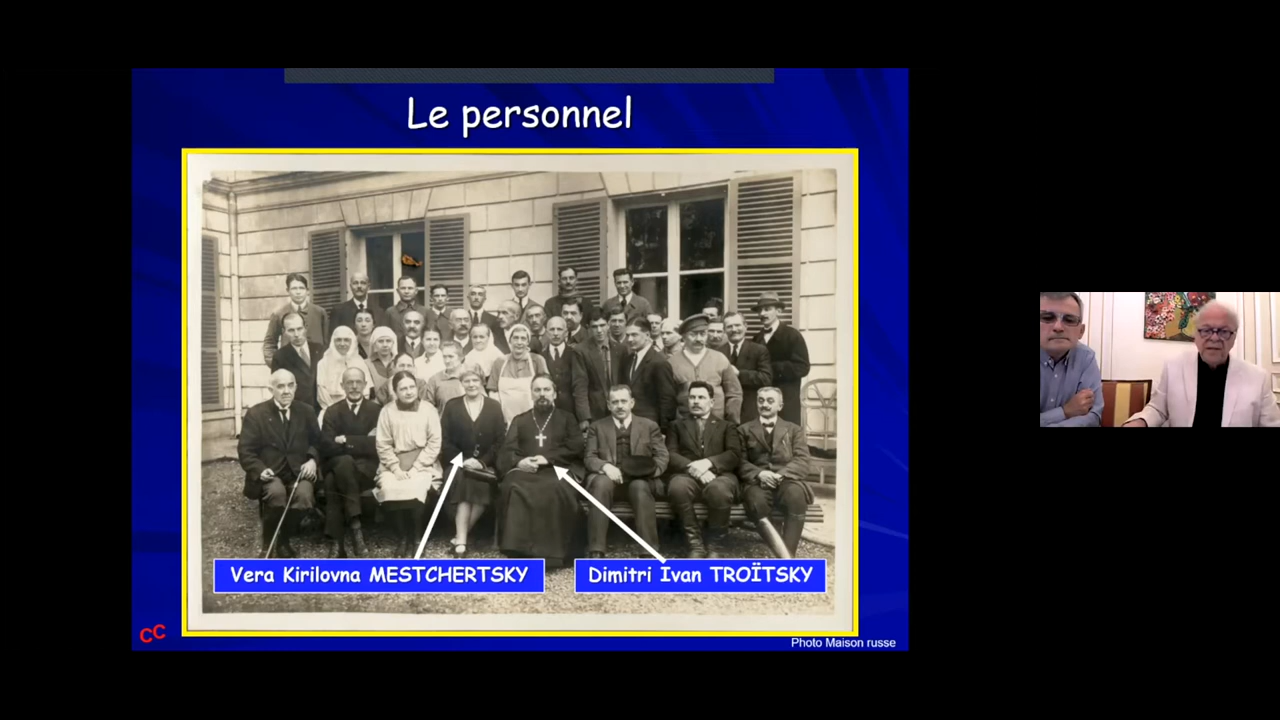 Le personnel
Vera Kirilovna MESTCHERTSKY
Dimitri Ivan TROÏTSKY
CC
Photo Maison russe